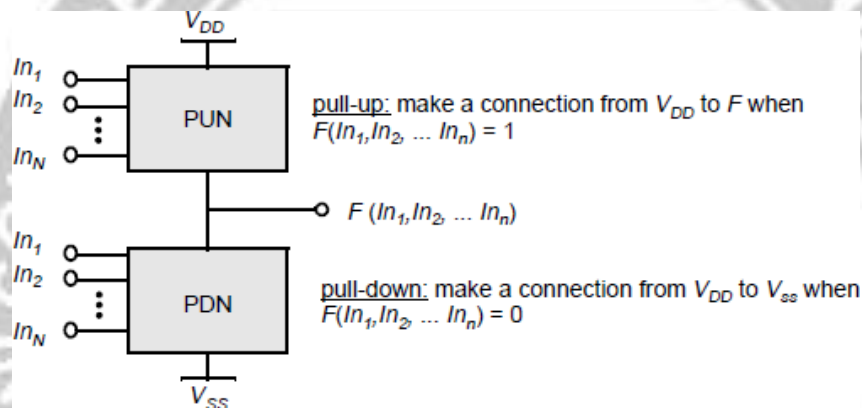 V_DD
In_1
In_2
In_N
PUN
pull-up: make a connection from V_DD to F when
F(In_1,In_2, ... In_n) = 1
F (In_1,In_2, ... In_n)
In_1
In_2
In_N
PDN
pull-down: make a connection from V_DD to V_ss when
F(In_1,In_2, ... In_n) = 0
V_SS